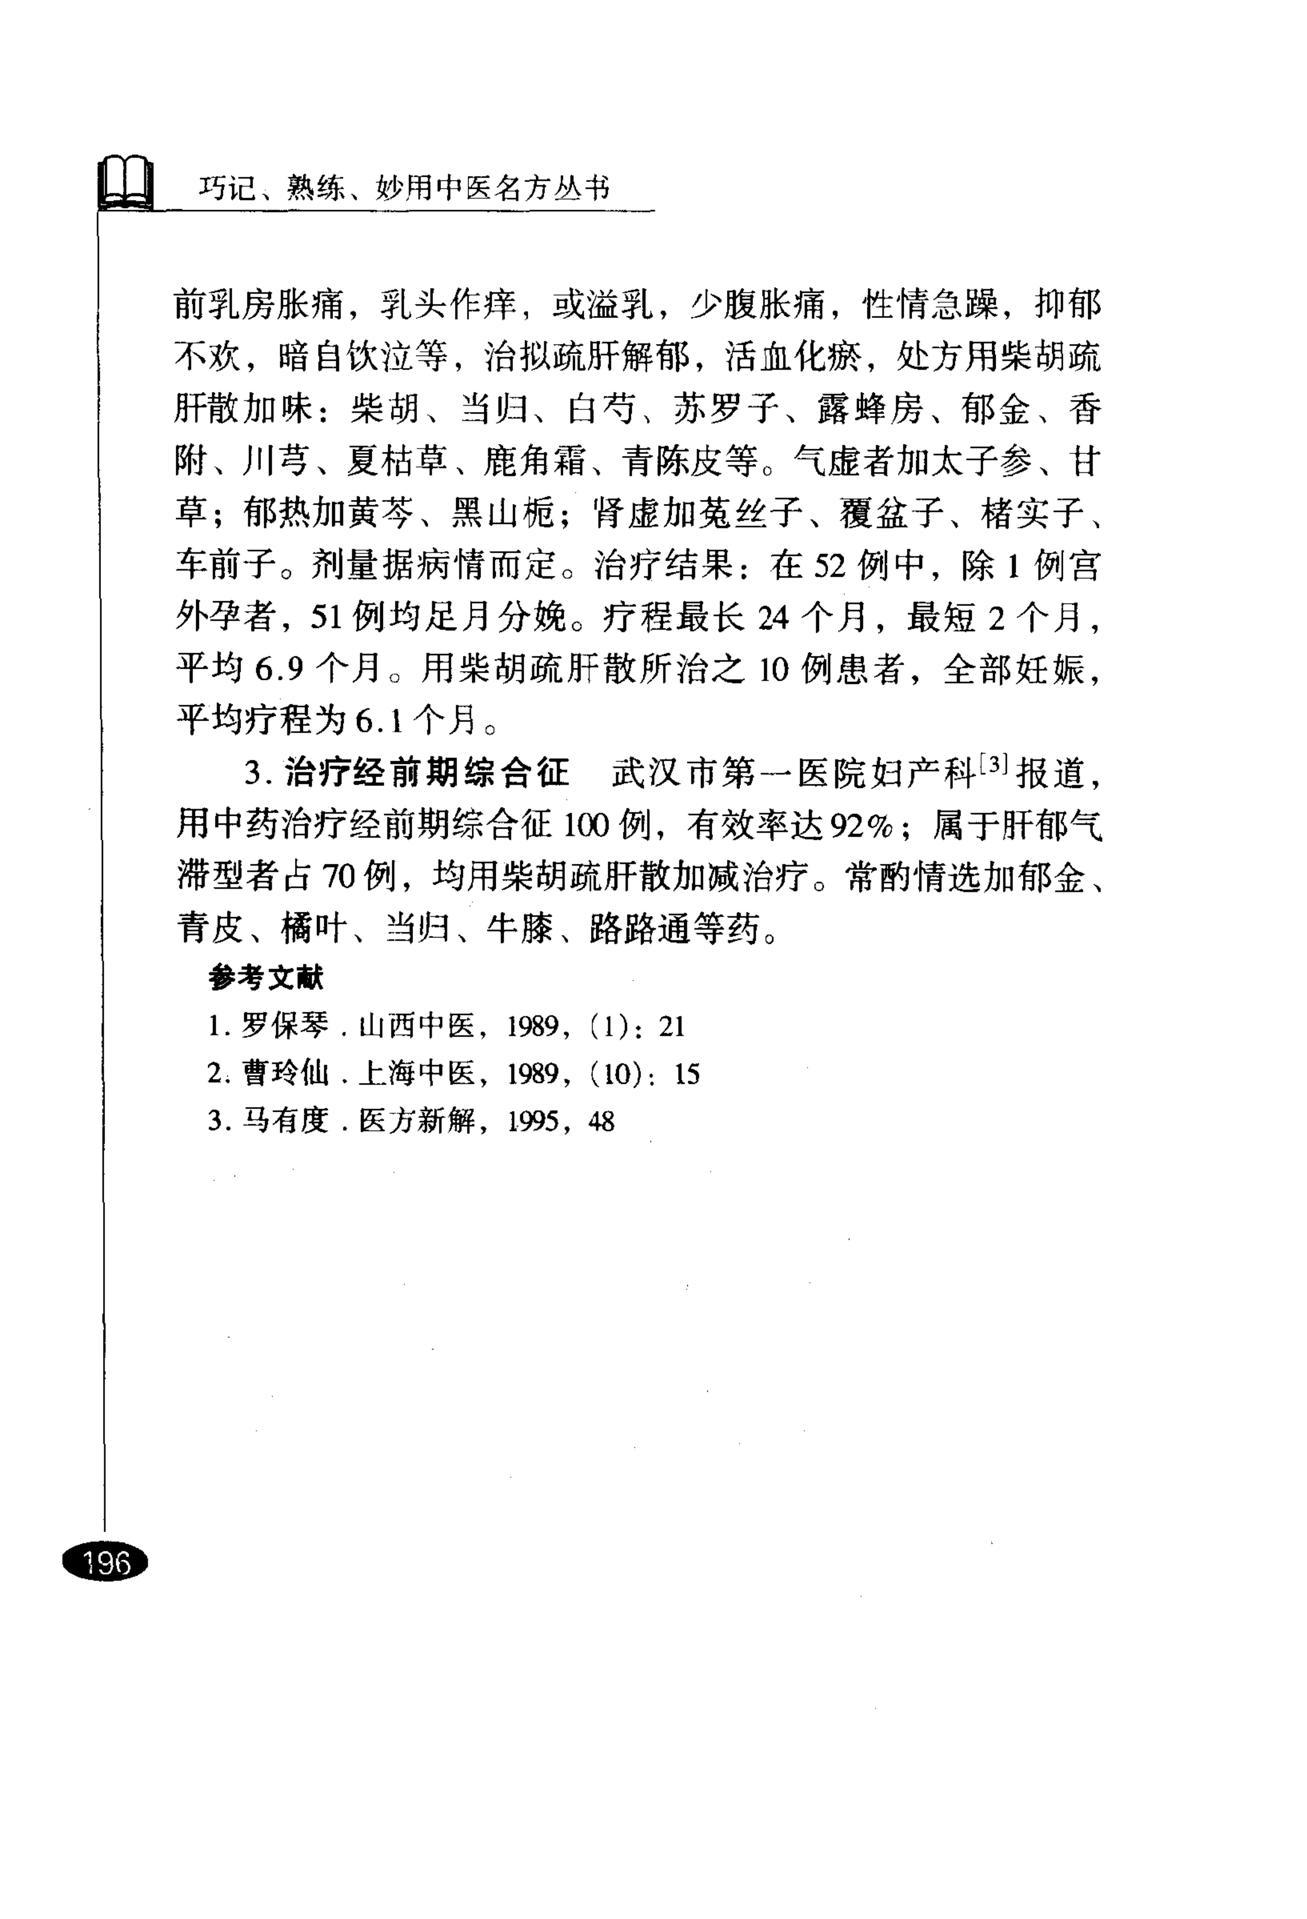 巧记、熟练、妙用中医名方丛书
前乳房胀痛，乳头作痒，或溢乳，少腹胀痛，性情急躁，抑郁
不欢，暗自饮泣等，治拟疏肝解郁，活血化瘀，处方用柴胡疏
肝散加味：柴胡、当归、白芍、苏罗子、露蜂房、郁金、香
附、川芎、夏枯草、鹿角霜、青陈皮等。气虚者加太子参、甘
草；郁热加黄芩、黑山栀；肾虚加菟丝子、覆盆子、楮实子、
车前子。剂量据病情而定。治疗结果：在 52 例中，除 1 例宫
外孕者，51 例均足月分娩。疗程最长 24 个月，最短 2 个月，
平均 6.9 个月。用柴胡疏肝散所治之 10 例患者，全部妊娠，
平均疗程为 6.1 个月。
3. 治疗经前期综合征 武汉市第一医院妇产科[3]报道，
用中药治疗经前期综合征 100 例，有效率达 92%；属于肝郁气
滞型者占 70 例，均用柴胡疏肝散加减治疗。常酌情选加郁金、
青皮、橘叶、当归、牛膝、路路通等药。
参考文献
1. 罗保琴．山西中医，1989，(1)：21
2. 曹玲仙．上海中医，1989，(10)：15
3. 马有度．医方新解，1995，48
196